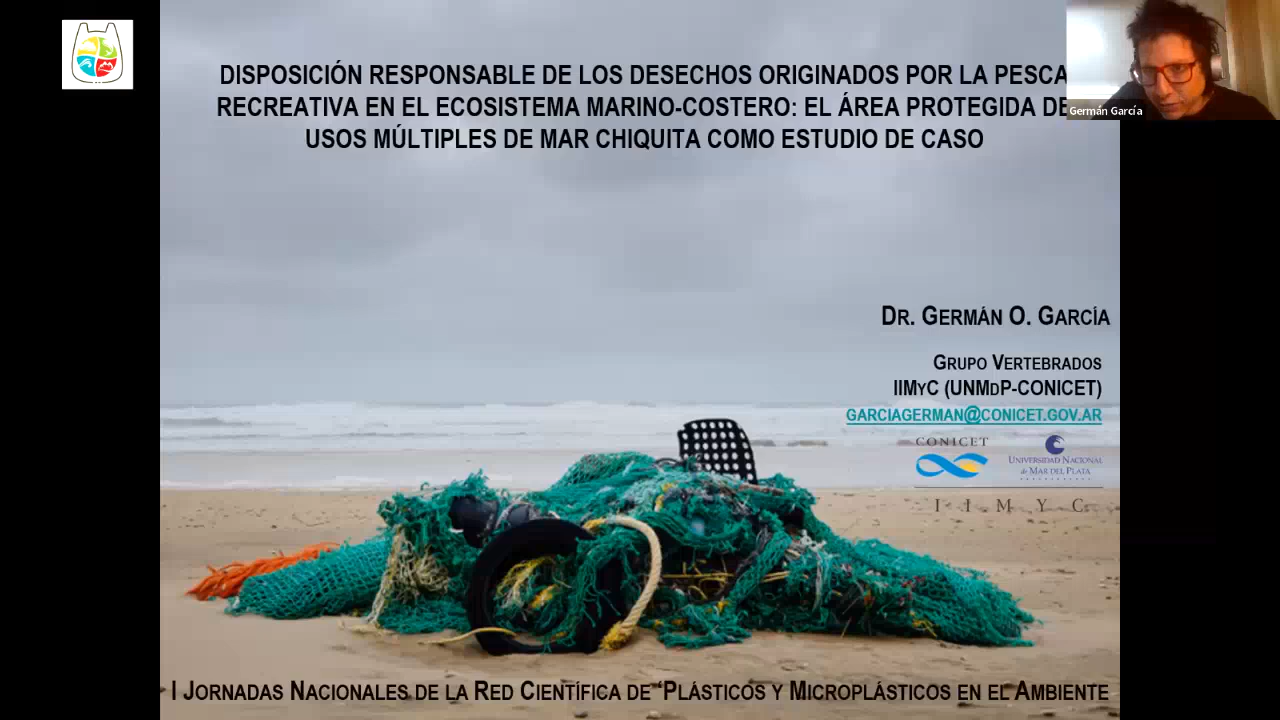 DISPOSICIÓN RESPONSABLE DE LOS DESECHOS ORIGINADOS POR LA PESCA
RECREATIVA EN EL ECOSISTEMA MARINO-COSTERO: EL ÁREA PROTEGIDA DE
USOS MÚLTIPLES DE MAR CHIQUITA COMO ESTUDIO DE CASO
Germán García
DR. GERMÁN O. GARCÍA
GRUPO VERTEBRADOS
IIMYC (UNMDP-CONICET)
GARCIAGERMAN@CONICET.GOV.AR
CONICET
UNIVERSIDAD NACIONAL
de MAR DEL PLATA
I I M Y C
I JORNADAS NACIONALES DE LA RED CIENTÍFICA DE ‘PLÁSTICOS Y MICROPLÁSTICOS EN EL AMBIENTE